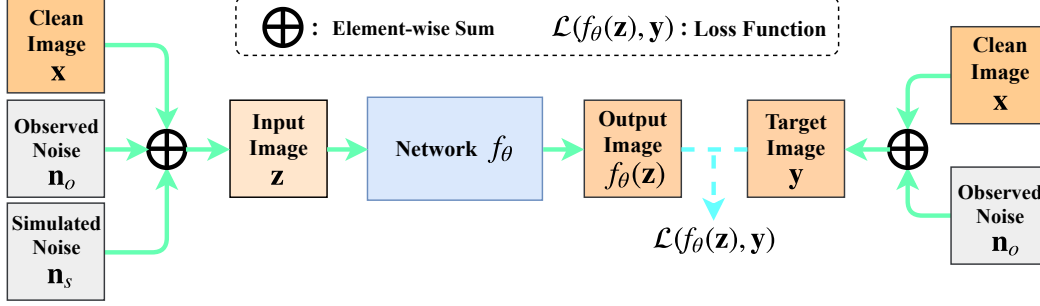 Clean
Image
x
Observed
Noise
n_o
Simulated
Noise
n_s
⊕: Element-wise Sum
ℒ(f_θ(z), y) : Loss Function
Input
Image
z
Network f_θ
Output
Image
f_θ(z)
Target
Image
y
ℒ(f_θ(z), y)
Clean
Image
x
Observed
Noise
n_o